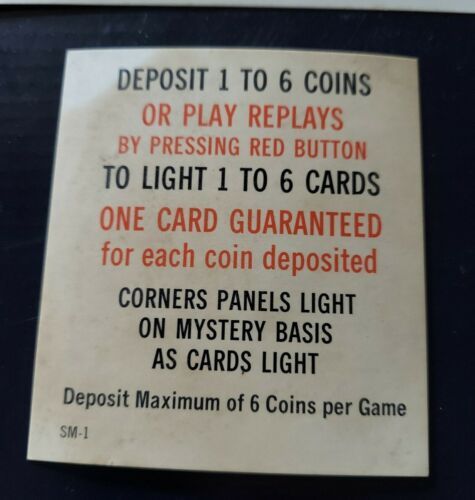 DEPOSIT 1 TO 6 COINS
OR PLAY REPLAYS
BY PRESSING RED BUTTON
TO LIGHT 1 TO 6 CARDS
ONE CARD GUARANTEED
for each coin deposited
CORNERS PANELS LIGHT
ON MYSTERY BASIS
AS CARDS LIGHT
Deposit Maximum of 6 Coins per Game
SM-1